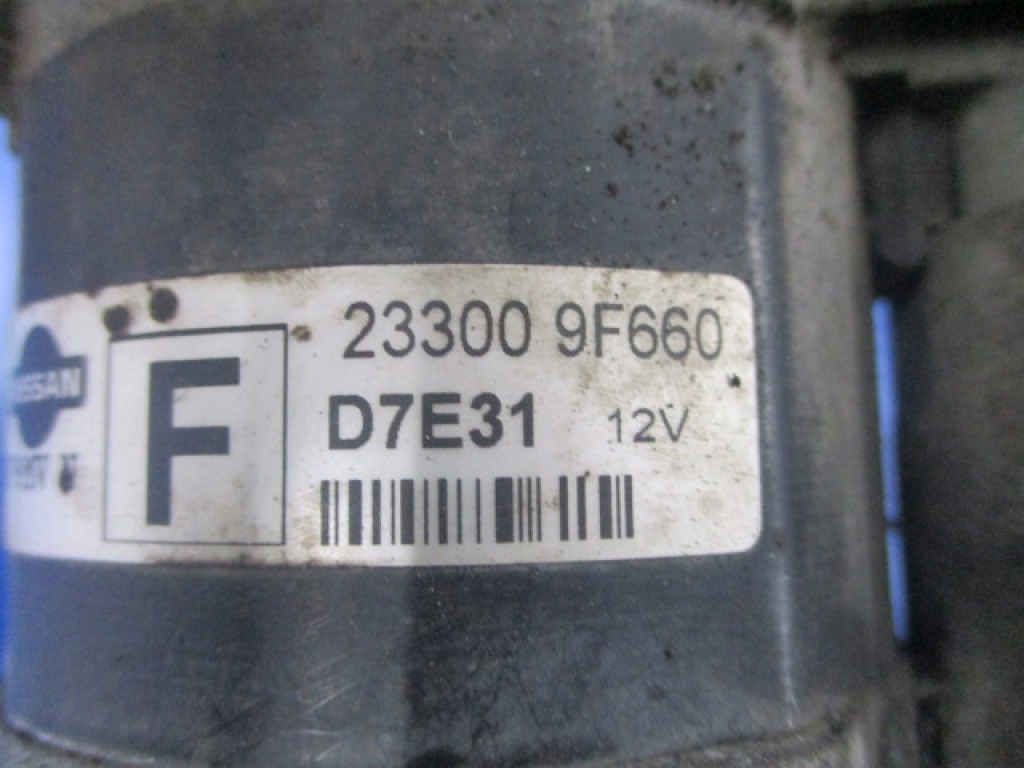 23300 9F660
NISSAN
F
D7E31 12V